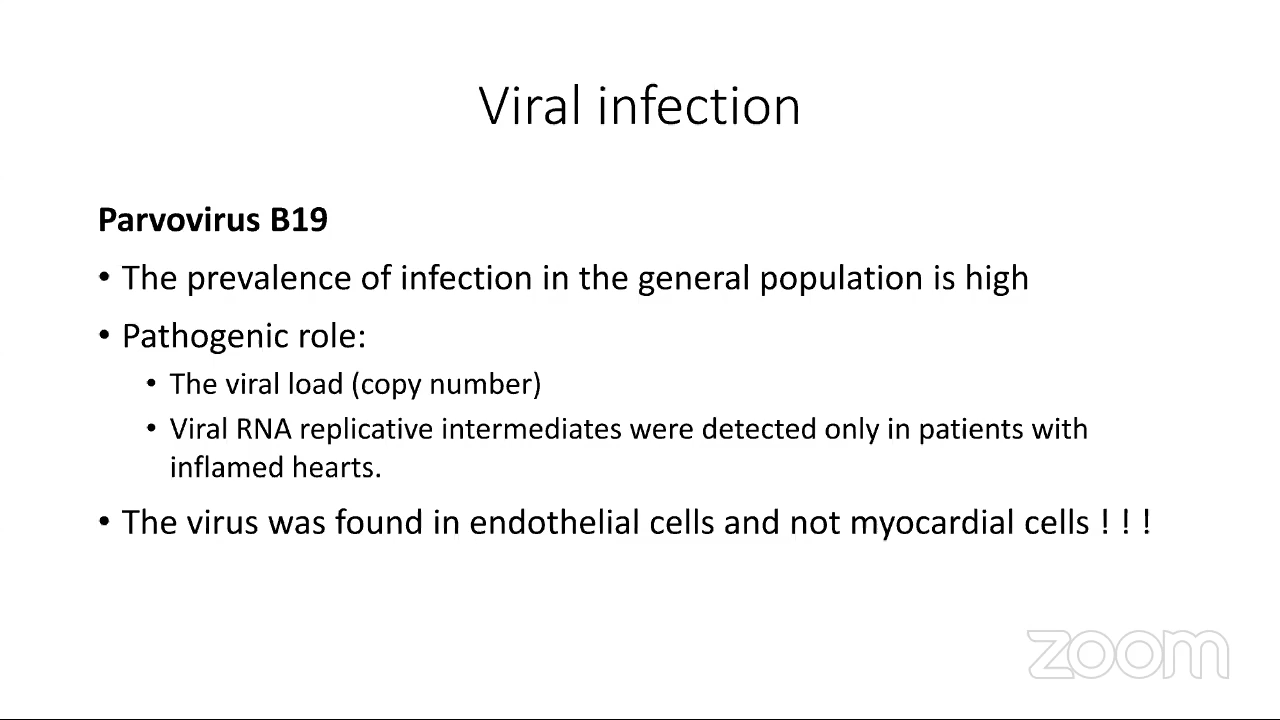 Viral infection
Parvovirus B19
• The prevalence of infection in the general population is high
• Pathogenic role:
• The viral load (copy number)
• Viral RNA replicative intermediates were detected only in patients with
inflamed hearts.
• The virus was found in endothelial cells and not myocardial cells ! ! !
zoom